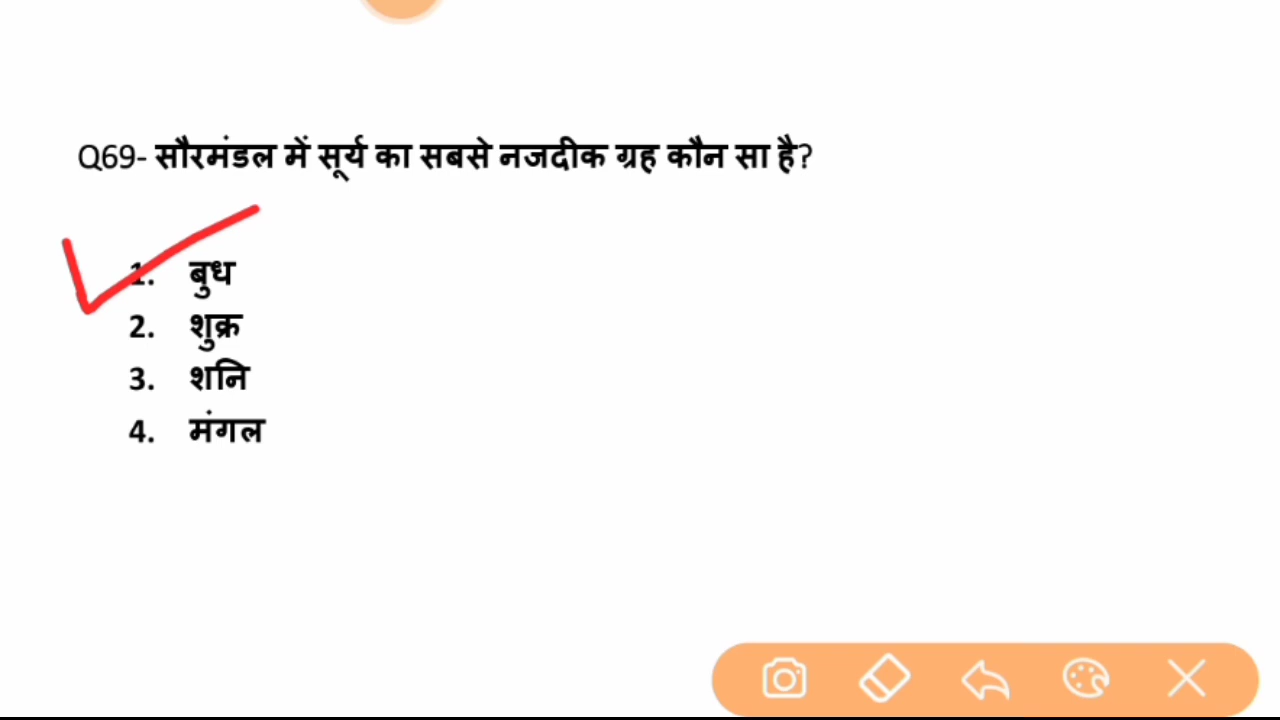 Q69- सौरमंडल में सूर्य का सबसे नजदीक ग्रह कौन सा है?
1. बुध
2. शुक्र
3. शनि
4. मंगल